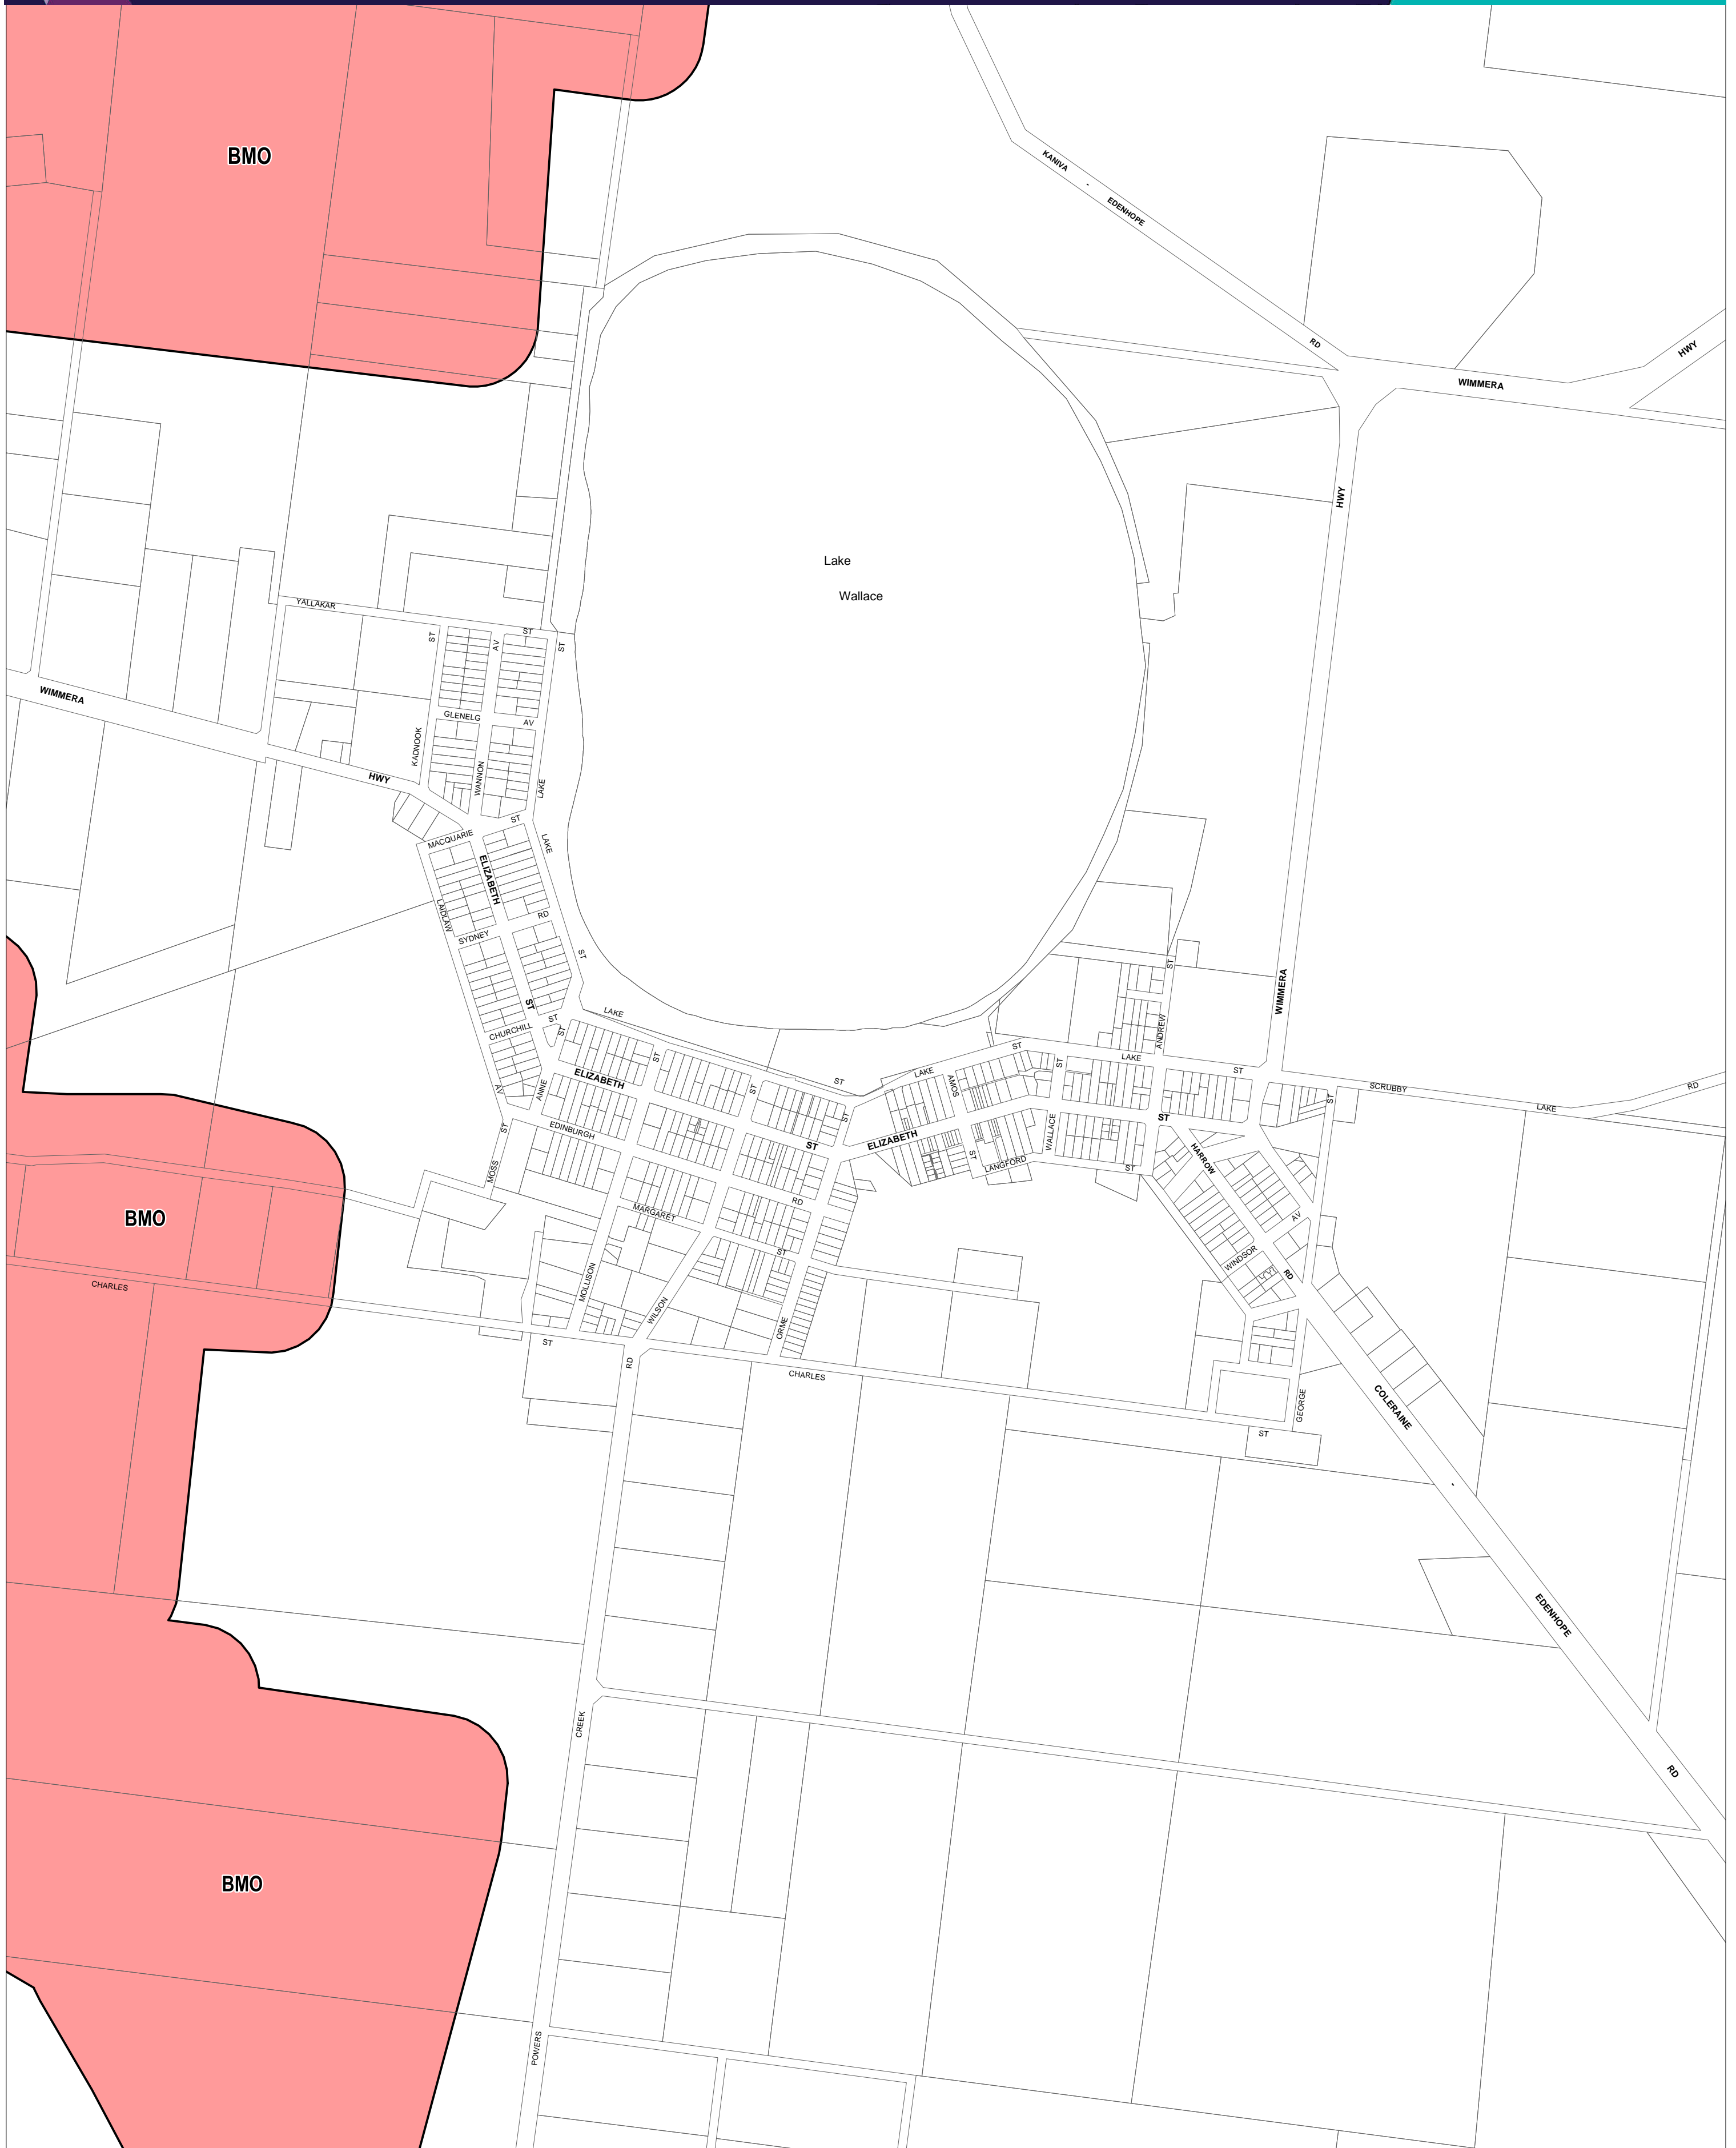 BMO
KANIVA
-
EDENHOPE
RD
HWY
WIMMERA
HWY
Lake
Wallace
YALLAKAR
ST
ST
AV
ST
WIMMERA
GLENELG
AV
KADNOOK
HWY
WANNON
LAKE
ST
MACQUARIE
LAKE
ELIZABETH
LAIDLAW
RD
SYDNEY
ST
ST
WIMMERA
ST
LAKE
ST
CHURCHILL
ST
ANDREW
ST
LAKE
ST
ST
ST
LAKE
ST
ELIZABETH
ST
ST
LAKE
AMOS
SCRUBBY
RD
AV
ANNE
ST
ST
LAKE
ST
EDINBURGH
ST
ELIZABETH
WALLACE
ST
HARROW
ST
LANGFORD
ST
MOSS
RD
BMO
MARGARET
AV
ST
WINDSOR
CHARLES
MOLLISON
RD
WILSON
ORME
ST
RD
CHARLES
GEORGE
COLERAINE
ST
-
EDENHOPE
CREEK
RD
BMO
POWERS